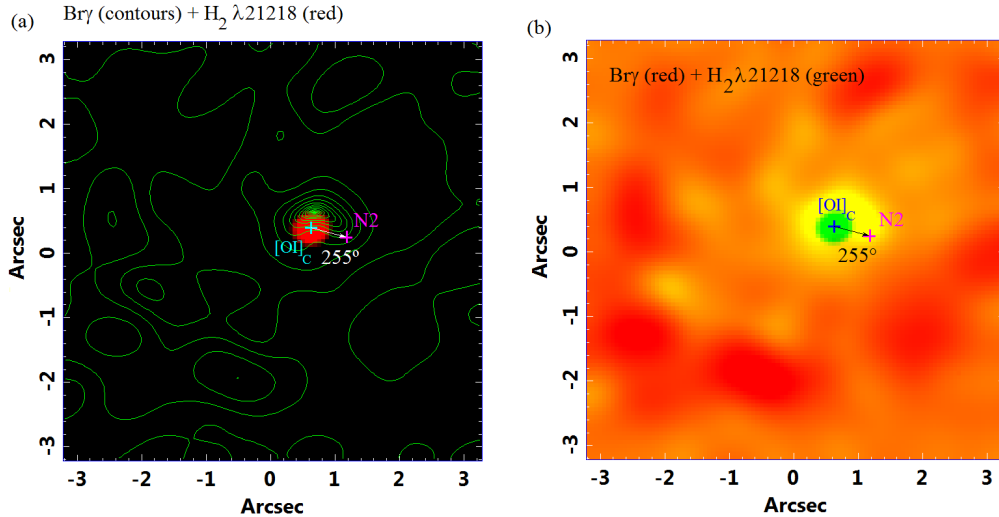 (a)
Brγ (contours) + H₂ λ21218 (red)
3
2
1
0
-1
-2
-3
Arcsec
[OI]C
N2
255º
-3 -2 -1 0 1 2 3
Arcsec
(b)
Brγ (red) + H₂λ21218 (green)
3
2
1
0
-1
-2
-3
Arcsec
[OI]C
N2
255°
-3 -2 -1 0 1 2 3
Arcsec